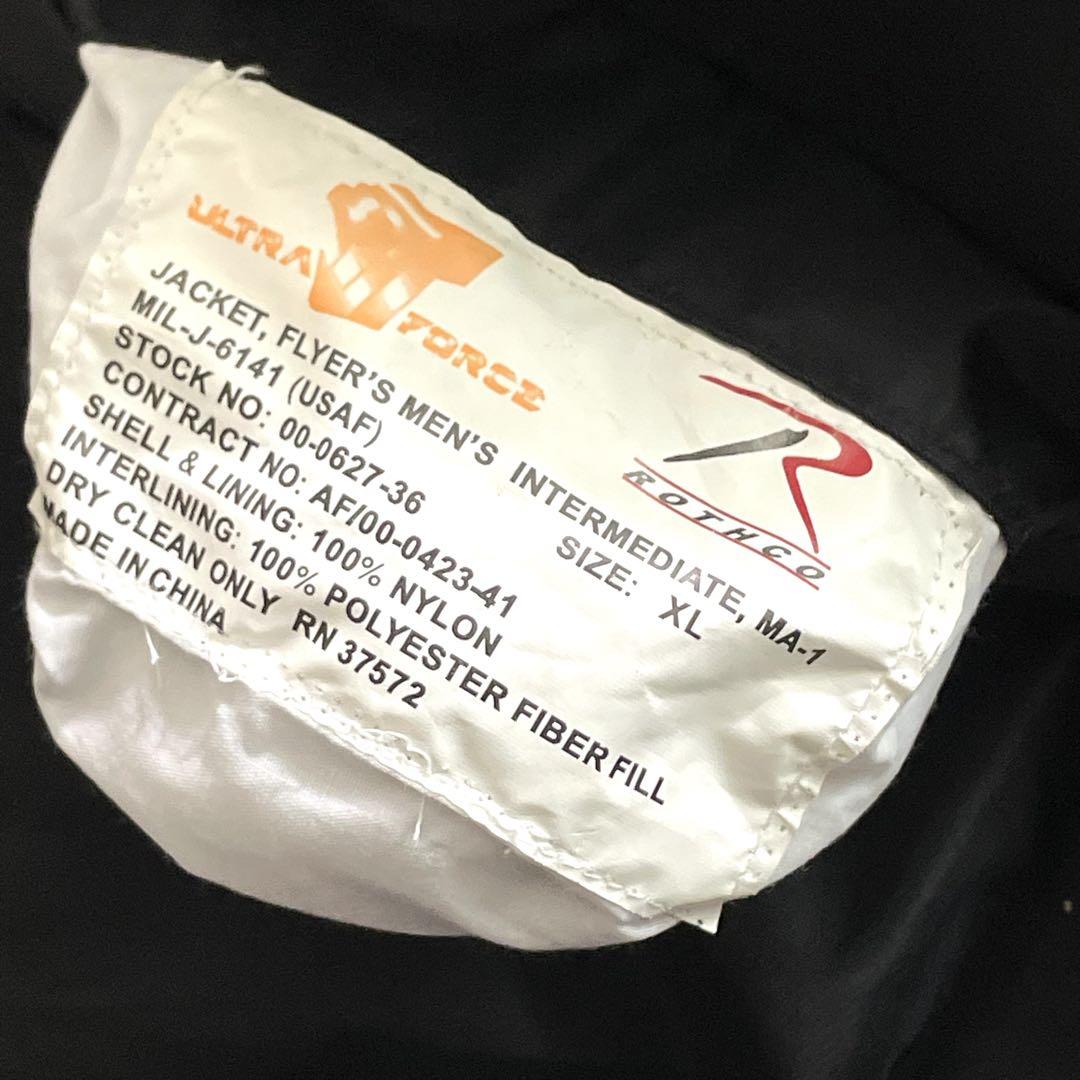 ULTRA FORCE
ROTHCO
JACKET, FLYER'S MEN'S INTERMEDIATE, MA-1
MIL-J-6141 (USAF) SIZE: XL
STOCK NO: 00-0627-36
CONTRACT NO: AF/00-0423-41
SHELL & LINING: 100% NYLON
INTERLINING: 100% POLYESTER FIBER FILL
DRY CLEAN ONLY RN 37572
MADE IN CHINA